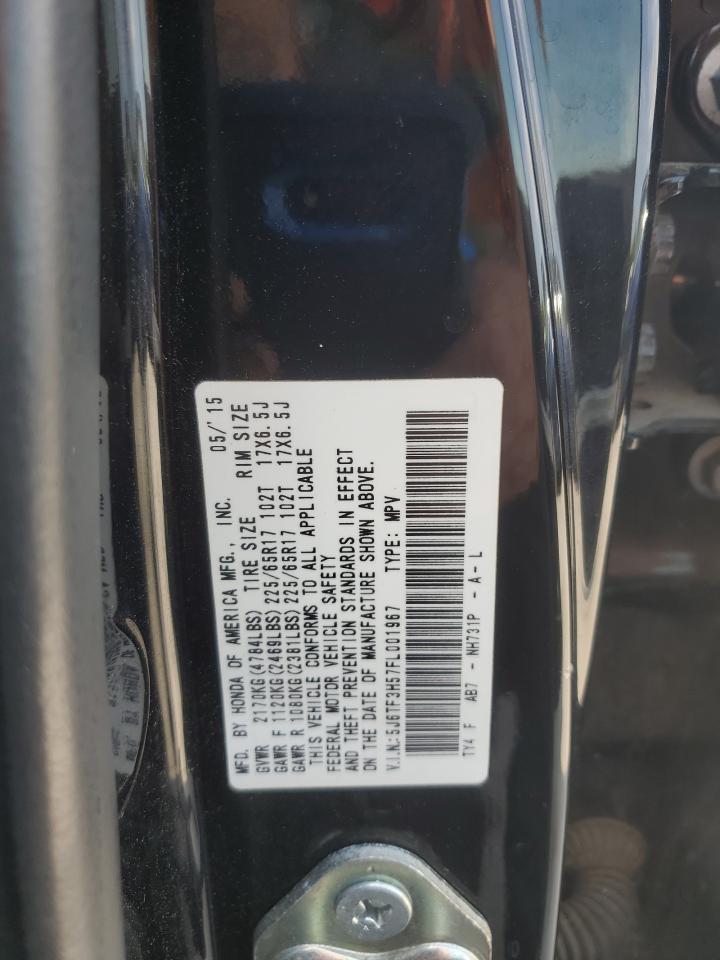 MFD. BY HONDA OF AMERICA MFG., INC. 05/'15
GVWR 2170KG(4784LBS) TIRE SIZE RIM SIZE
GAWR F 1120KG(2469LBS) 225/65R17 102T 17X6.5J
GAWR R 1080KG(2381LBS) 225/65R17 102T 17X6.5J
THIS VEHICLE CONFORMS TO ALL APPLICABLE
FEDERAL MOTOR VEHICLE SAFETY
AND THEFT PREVENTION STANDARDS IN EFFECT
ON THE DATE OF MANUFACTURE SHOWN ABOVE.
V.I.N.:5J6TF3H57FL001967 TYPE: MPV
TY4 F AB7 - NH731P - A - L